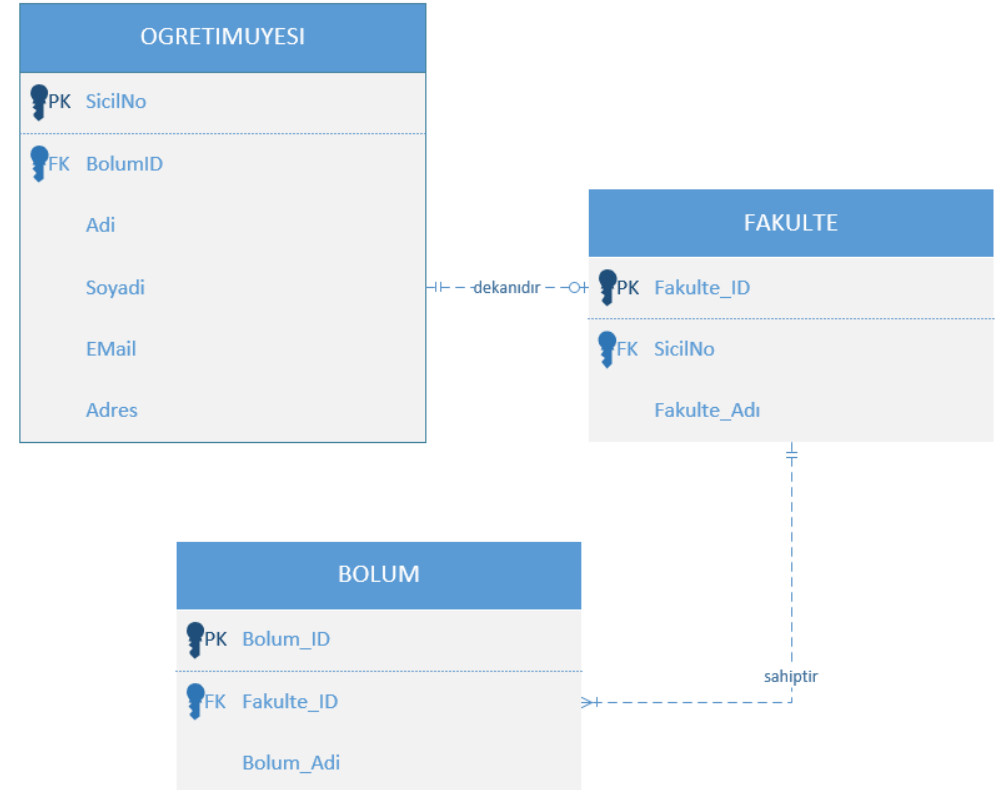 OGRETIMUYESI
PK SicilNo
FK BolumID
Adi
Soyadi
EMail
Adres
dekanıdır
FAKULTE
PK Fakulte_ID
FK SicilNo
Fakulte_Adı
sahiptir
BOLUM
PK Bolum_ID
FK Fakulte_ID
Bolum_Adi